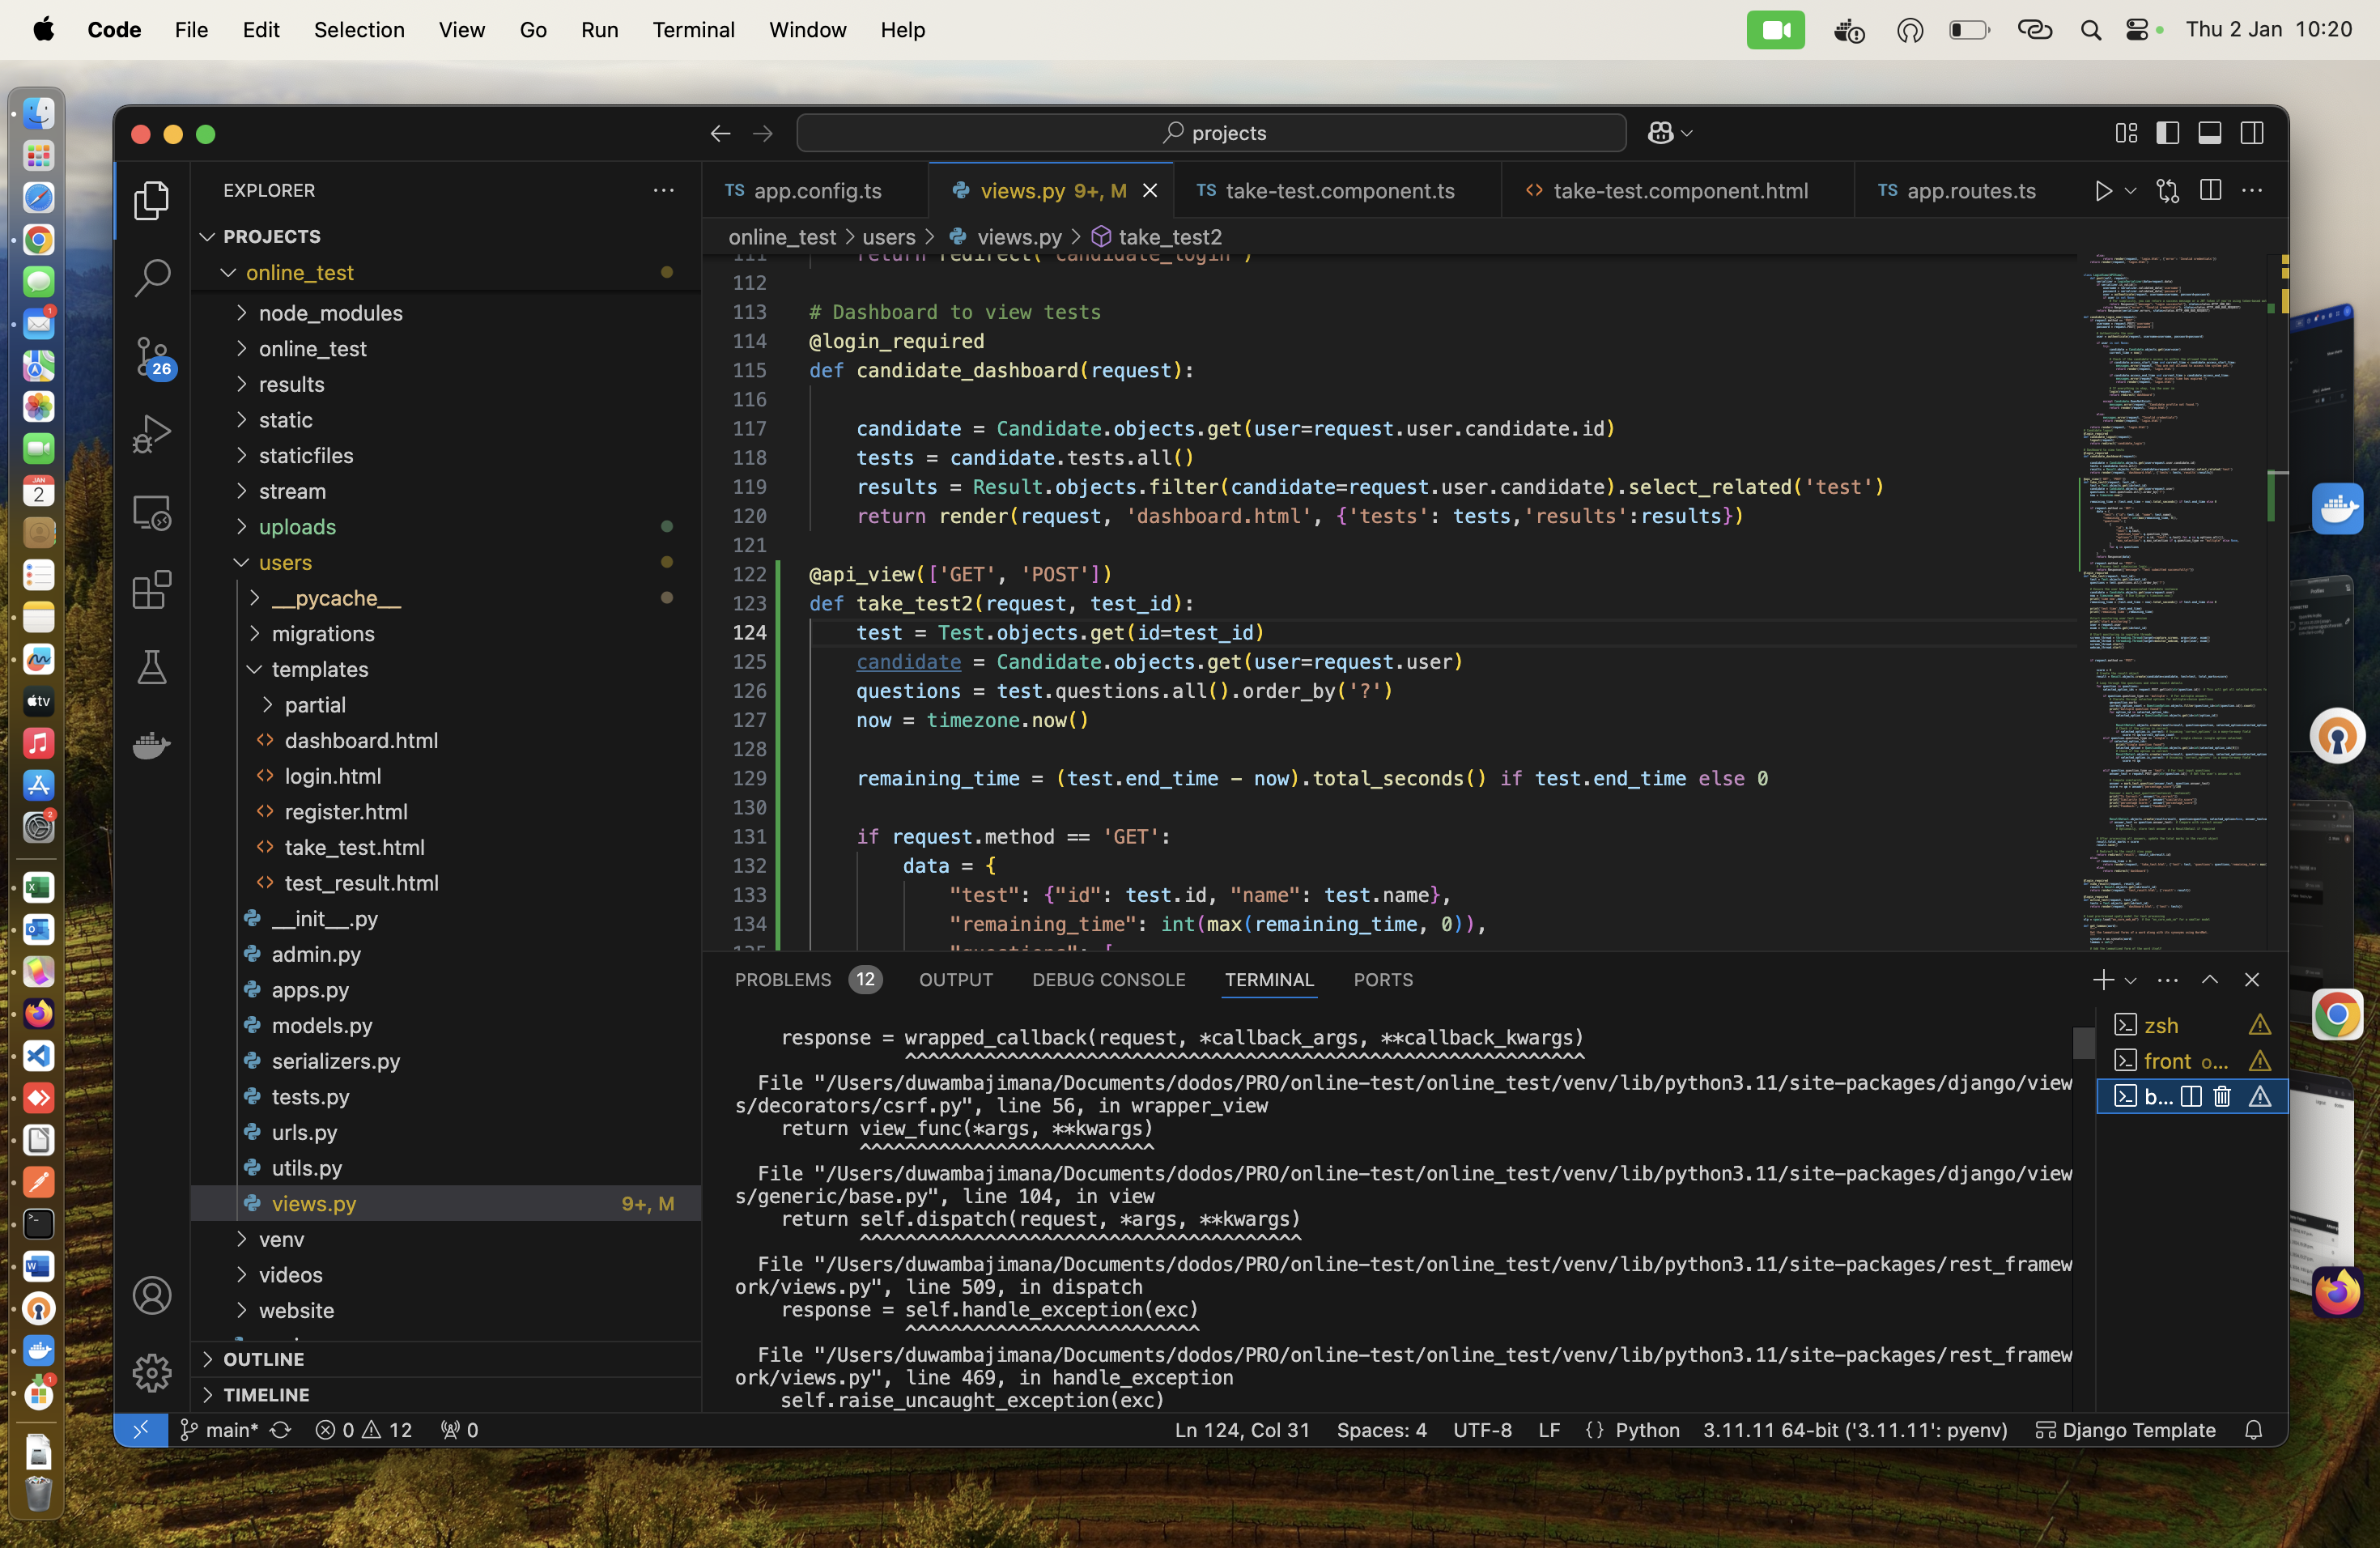 Code File Edit Selection View Go Run Terminal Window Help Thu 2 Jan 10:20
projects
EXPLORER
PROJECTS
online_test
node_modules
online_test
results
static
staticfiles
stream
uploads
users
__pycache__
migrations
templates
partial
dashboard.html
login.html
register.html
take_test.html
test_result.html
__init__.py
admin.py
apps.py
models.py
serializers.py
tests.py
urls.py
utils.py
views.py 9+, M
venv
videos
website
OUTLINE
TIMELINE
26
TS app.config.ts views.py 9+, M TS take-test.component.ts take-test.component.html TS app.routes.ts
online_test > users > views.py > take_test2
111 return redirect('candidate_login')
112
113 # Dashboard to view tests
114 @login_required
115 def candidate_dashboard(request):
116
117 candidate = Candidate.objects.get(user=request.user.candidate.id)
118 tests = candidate.tests.all()
119 results = Result.objects.filter(candidate=request.user.candidate).select_related('test')
120 return render(request, 'dashboard.html', {'tests': tests,'results':results})
121
122 @api_view(['GET', 'POST'])
123 def take_test2(request, test_id):
124 test = Test.objects.get(id=test_id)
125 candidate = Candidate.objects.get(user=request.user)
126 questions = test.questions.all().order_by('?')
127 now = timezone.now()
128
129 remaining_time = (test.end_time - now).total_seconds() if test.end_time else 0
130
131 if request.method == 'GET':
132 data = {
133 "test": {"id": test.id, "name": test.name},
134 "remaining_time": int(max(remaining_time, 0)),
135 "questions": [
PROBLEMS 12 OUTPUT DEBUG CONSOLE TERMINAL PORTS
response = wrapped_callback(request, *callback_args, **callback_kwargs)
^^^^^^^^^^^^^^^^^^^^^^^^^^^^^^^^^^^^^^^^^^^^^^^^^^^^^^^^^^^^
File "/Users/duwambajimana/Documents/dodos/PRO/online-test/online_test/venv/lib/python3.11/site-packages/django/view
s/decorators/csrf.py", line 56, in wrapper_view
return view_func(*args, **kwargs)
^^^^^^^^^^^^^^^^^^^^^^^^^^
File "/Users/duwambajimana/Documents/dodos/PRO/online-test/online_test/venv/lib/python3.11/site-packages/django/view
s/generic/base.py", line 104, in view
return self.dispatch(request, *args, **kwargs)
^^^^^^^^^^^^^^^^^^^^^^^^^^^^^^^^^^^^^^^
File "/Users/duwambajimana/Documents/dodos/PRO/online-test/online_test/venv/lib/python3.11/site-packages/rest_framew
ork/views.py", line 509, in dispatch
response = self.handle_exception(exc)
^^^^^^^^^^^^^^^^^^^^^^^^^^
File "/Users/duwambajimana/Documents/dodos/PRO/online-test/online_test/venv/lib/python3.11/site-packages/rest_framew
ork/views.py", line 469, in handle_exception
self.raise_uncaught_exception(exc)
zsh
front o...
b...
main* 0 12 0 Ln 124, Col 31 Spaces: 4 UTF-8 LF {} Python 3.11.11 64-bit ('3.11.11': pyenv) Django Template
1
JAN
2
tv
2
1